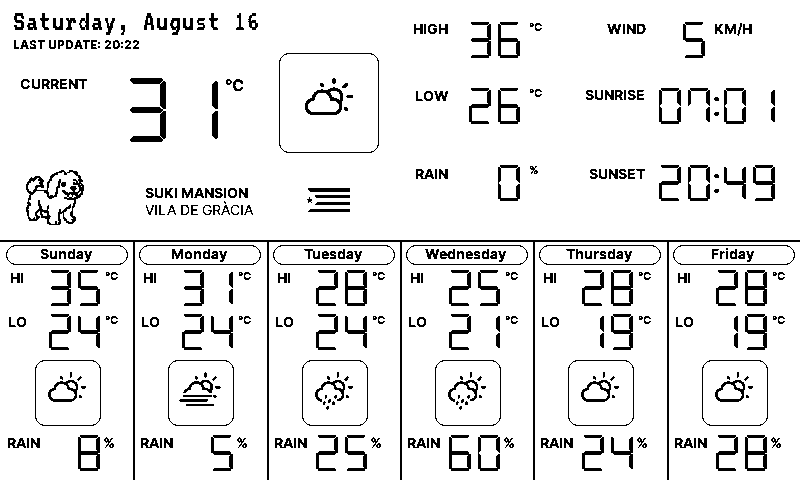 Saturday, August 16
LAST UPDATE: 20:22
CURRENT 31 °C
HIGH 36 °C
WIND 5 KM/H
LOW 26 °C
SUNRISE 07:01
RAIN 0 %
SUNSET 20:49
SUKI MANSION
VILA DE GRÀCIA
Sunday
HI 35 °C
LO 24 °C
RAIN 8 %
Monday
HI 31 °C
LO 24 °C
RAIN 5 %
Tuesday
HI 28 °C
LO 24 °C
RAIN 25 %
Wednesday
HI 25 °C
LO 21 °C
RAIN 60 %
Thursday
HI 28 °C
LO 19 °C
RAIN 24 %
Friday
HI 28 °C
LO 19 °C
RAIN 28 %